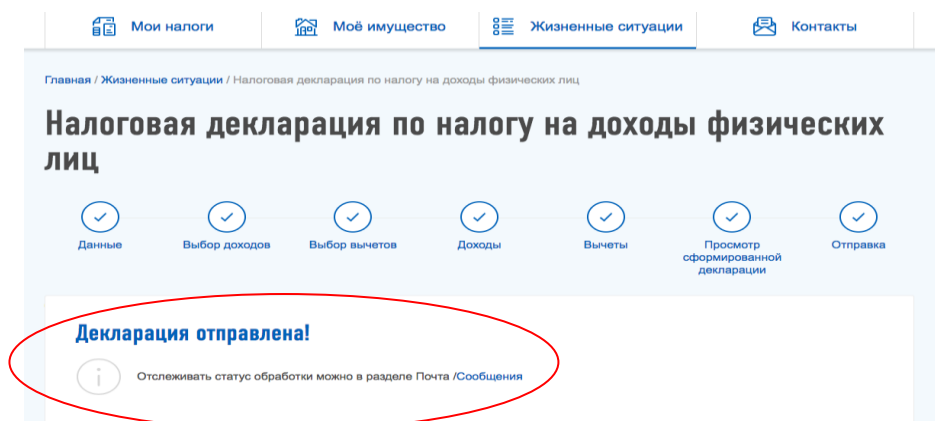 Мои налоги
Моё имущество
Жизненные ситуации
Контакты
Главная / Жизненные ситуации / Налоговая декларация по налогу на доходы физических лиц
Налоговая декларация по налогу на доходы физических
лиц
Данные
Выбор доходов
Выбор вычетов
Доходы
Вычеты
Просмотр
сформированной
декларации
Отправка
Декларация отправлена!
Отслеживать статус обработки можно в разделе Почта /Сообщения